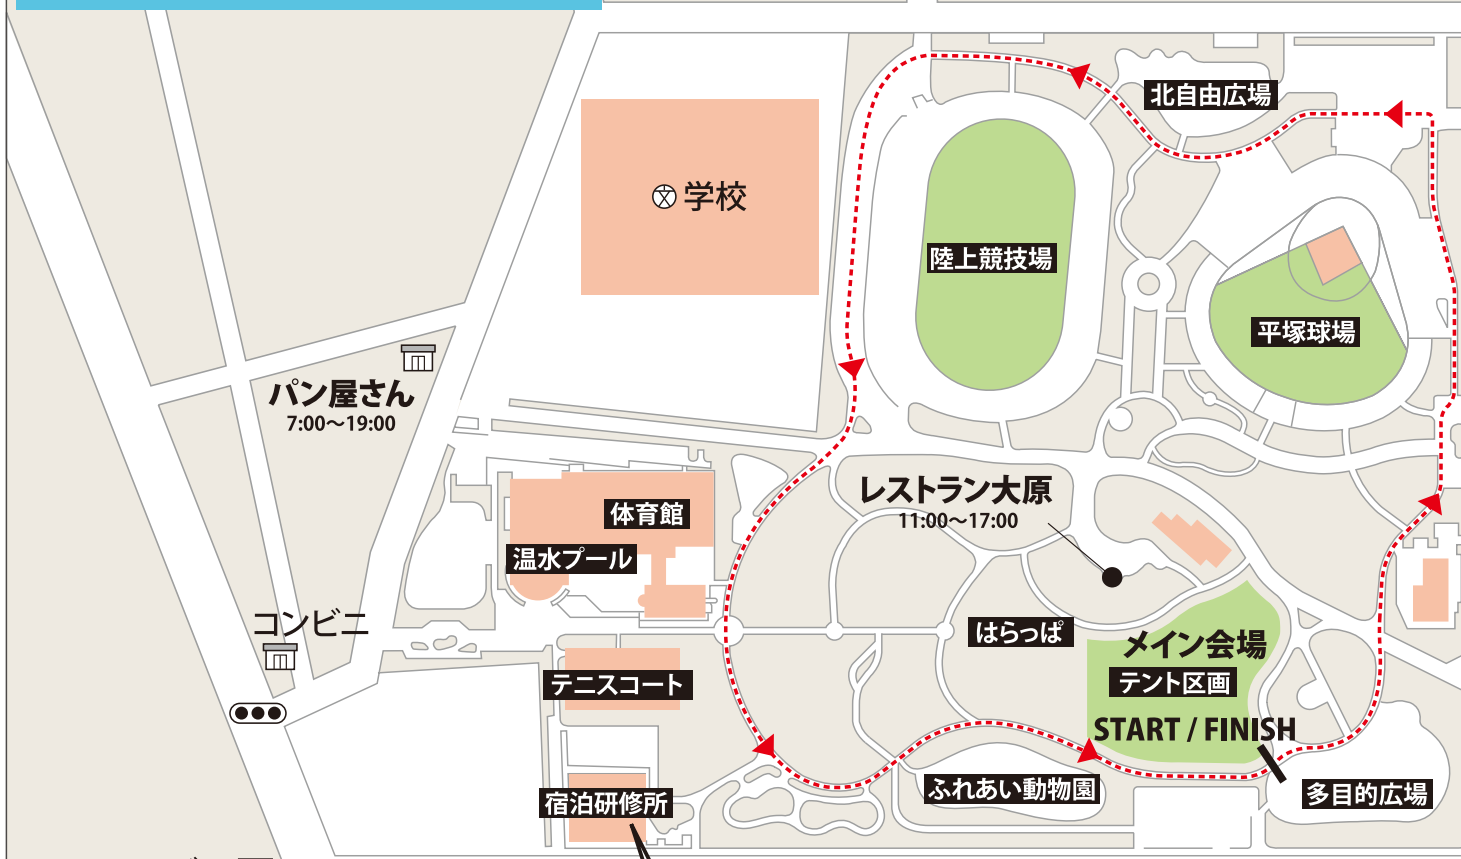 北自由広場
学校
陸上競技場
平塚球場
パン屋さん
7:00～19:00
レストラン大原
11:00～17:00
体育館
温水プール
コンビニ
はらっぱ
メイン会場
テント区画
テニスコート
START / FINISH
ふれあい動物園
多目的広場
宿泊研修所